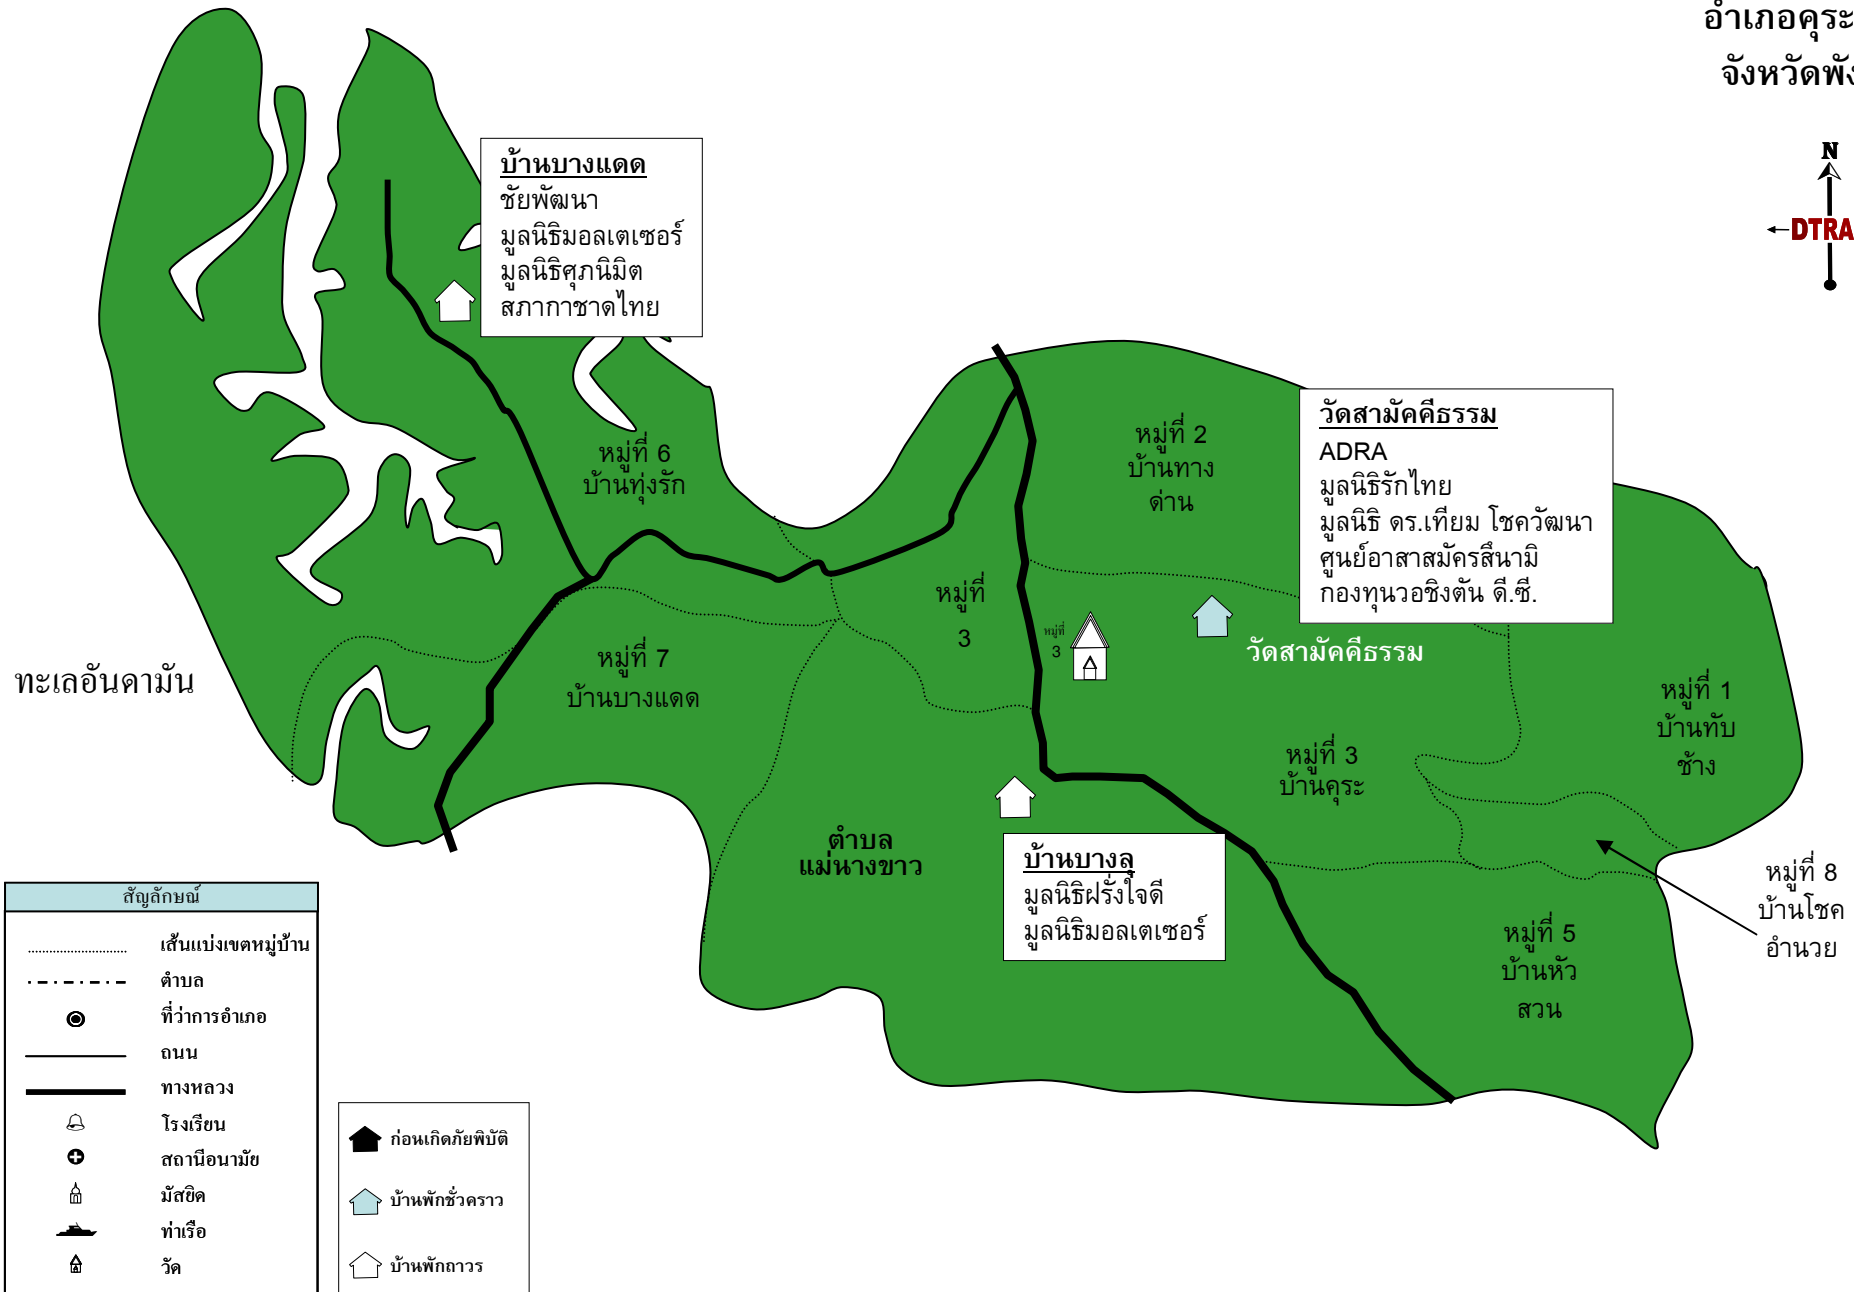 อำเภอคุระ
จังหวัดพัง
N
DTRA
บ้านบางแดด
ชัยพัฒนา
มูลนิธิมอลเตเซอร์
มูลนิธิศุภนิมิต
สภากาชาดไทย
วัดสามัคคีธรรม
ADRA
มูลนิธิรักไทย
มูลนิธิ ดร.เทียม โชควัฒนา
ศูนย์อาสาสมัครสึนามิ
กองทุนวอชิงตัน ดี.ซี.
หมู่ที่ 6
บ้านทุ่งรัก
หมู่ที่ 2
บ้านทาง
ด่าน
หมู่ที่
3
หมู่ที่
3
วัดสามัคคีธรรม
ทะเลอันดามัน
หมู่ที่ 7
บ้านบางแดด
หมู่ที่ 1
บ้านทับ
ช้าง
หมู่ที่ 3
บ้านคุระ
ตำบล
แม่นางขาว
บ้านบางลุ
มูลนิธิฝรั่งใจดี
มูลนิธิมอลเตเซอร์
หมู่ที่ 8
บ้านโชค
อำนวย
หมู่ที่ 5
บ้านหัว
สวน
สัญลักษณ์
เส้นแบ่งเขตหมู่บ้าน
ตำบล
ที่ว่าการอำเภอ
ถนน
ทางหลวง
โรงเรียน
สถานีอนามัย
มัสยิด
ท่าเรือ
วัด
ก่อนเกิดภัยพิบัติ
บ้านพักชั่วคราว
บ้านพักถาวร